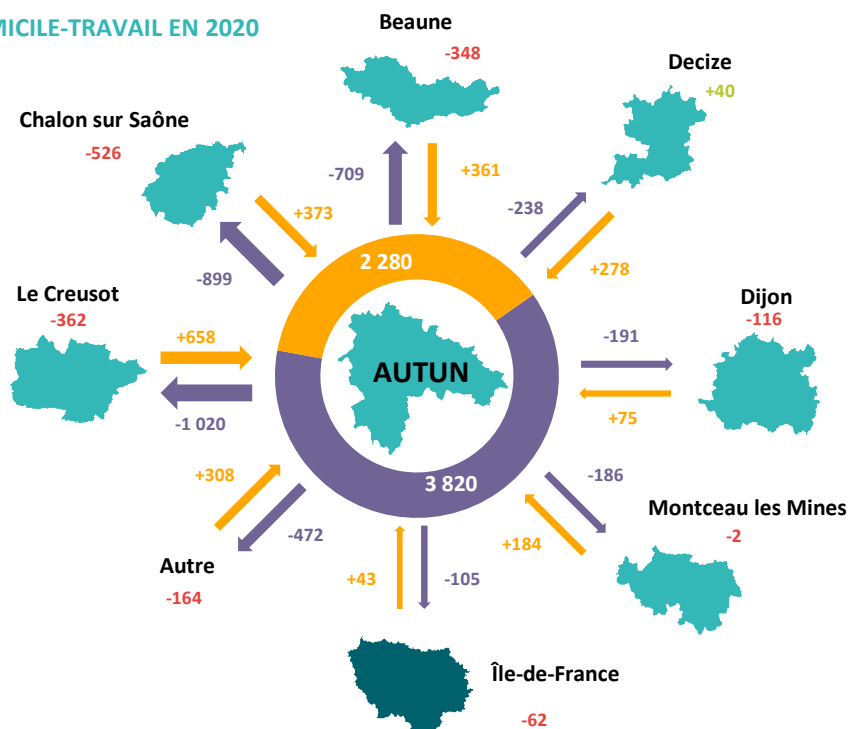 MICILE-TRAVAIL EN 2020
Beaune
-348
Decize
+40
Chalon sur Saône
-526
-709
+361
-238
+373
+278
-899
2 280
Le Creusot
-362
Dijon
-116
+658
-191
AUTUN
-1 020
+75
+308
3 820
-186
Montceau les Mines
-2
-472
+184
Autre
-164
+43
-105
Île-de-France
-62